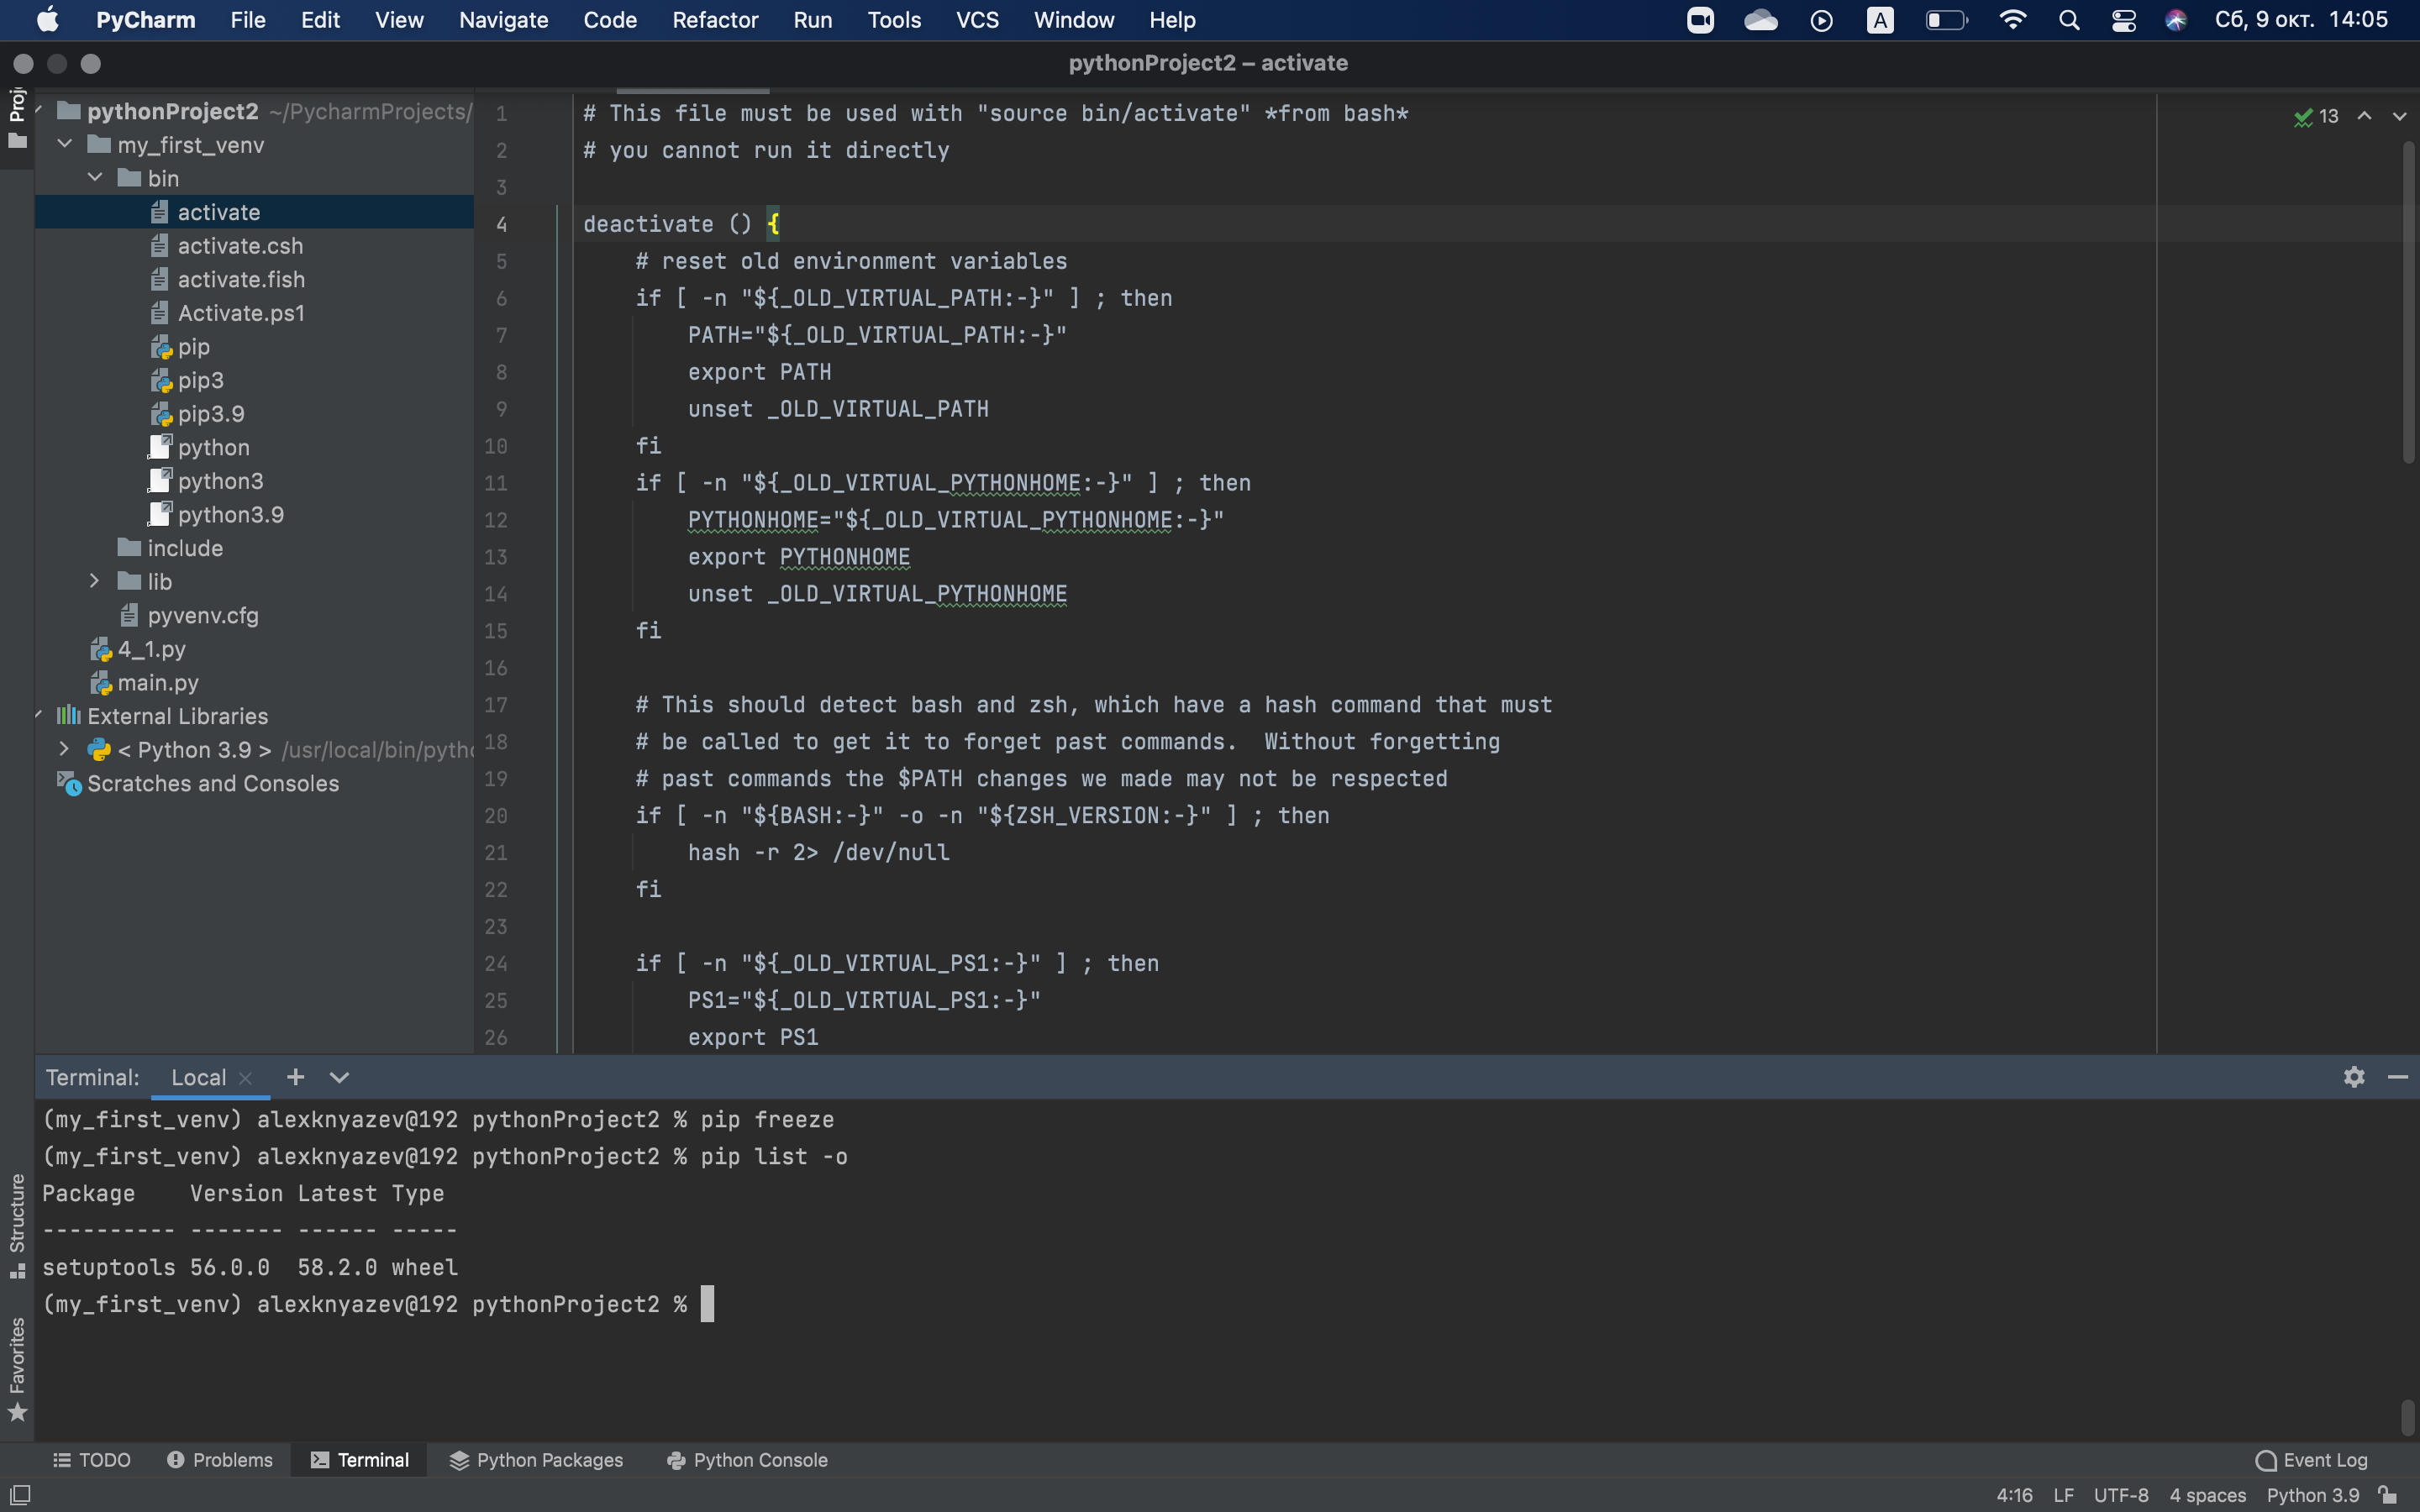 PyCharm File Edit View Navigate Code Refactor Run Tools VCS Window Help A Сб, 9 окт. 14:05
pythonProject2 – activate
pythonProject2 ~/PycharmProjects/
my_first_venv
bin
activate
activate.csh
activate.fish
Activate.ps1
pip
pip3
pip3.9
python
python3
python3.9
include
lib
pyvenv.cfg
4_1.py
main.py
External Libraries
< Python 3.9 > /usr/local/bin/pyth
Scratches and Consoles
Structure
Favorites
13
1 # This file must be used with "source bin/activate" *from bash*
2 # you cannot run it directly
3
4 deactivate () {
5 # reset old environment variables
6 if [ -n "${_OLD_VIRTUAL_PATH:-}" ] ; then
7 PATH="${_OLD_VIRTUAL_PATH:-}"
8 export PATH
9 unset _OLD_VIRTUAL_PATH
10 fi
11 if [ -n "${_OLD_VIRTUAL_PYTHONHOME:-}" ] ; then
12 PYTHONHOME="${_OLD_VIRTUAL_PYTHONHOME:-}"
13 export PYTHONHOME
14 unset _OLD_VIRTUAL_PYTHONHOME
15 fi
16
17 # This should detect bash and zsh, which have a hash command that must
18 # be called to get it to forget past commands.  Without forgetting
19 # past commands the $PATH changes we made may not be respected
20 if [ -n "${BASH:-}" -o -n "${ZSH_VERSION:-}" ] ; then
21 hash -r 2> /dev/null
22 fi
23
24 if [ -n "${_OLD_VIRTUAL_PS1:-}" ] ; then
25 PS1="${_OLD_VIRTUAL_PS1:-}"
26 export PS1
Terminal: Local
(my_first_venv) alexknyazev@192 pythonProject2 % pip freeze
(my_first_venv) alexknyazev@192 pythonProject2 % pip list -o
Package    Version Latest Type
---------- ------- ------ -----
setuptools 56.0.0  58.2.0 wheel
(my_first_venv) alexknyazev@192 pythonProject2 %
TODO Problems Terminal Python Packages Python Console Event Log
4:16 LF UTF-8 4 spaces Python 3.9